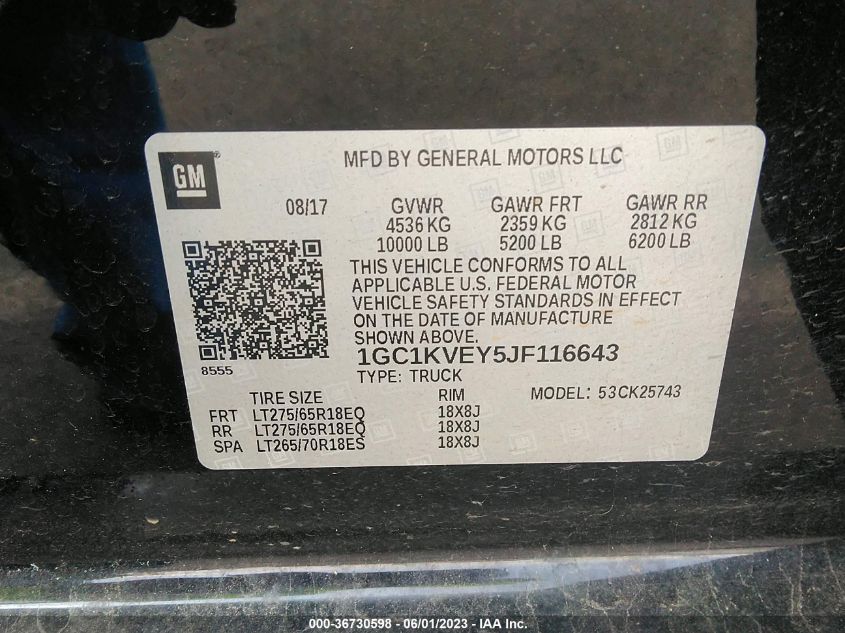 GM
MFD BY GENERAL MOTORS LLC
08/17
GVWR GAWR FRT GAWR RR
4536 KG 2359 KG 2812 KG
10000 LB 5200 LB 6200 LB
THIS VEHICLE CONFORMS TO ALL
APPLICABLE U.S. FEDERAL MOTOR
VEHICLE SAFETY STANDARDS IN EFFECT
ON THE DATE OF MANUFACTURE
SHOWN ABOVE.
8555
1GC1KVEY5JF116643
TYPE: TRUCK
TIRE SIZE RIM MODEL: 53CK25743
FRT LT275/65R18EQ 18X8J
RR LT275/65R18EQ 18X8J
SPA LT265/70R18ES 18X8J
000-36730598 - 06/01/2023 - IAA Inc.